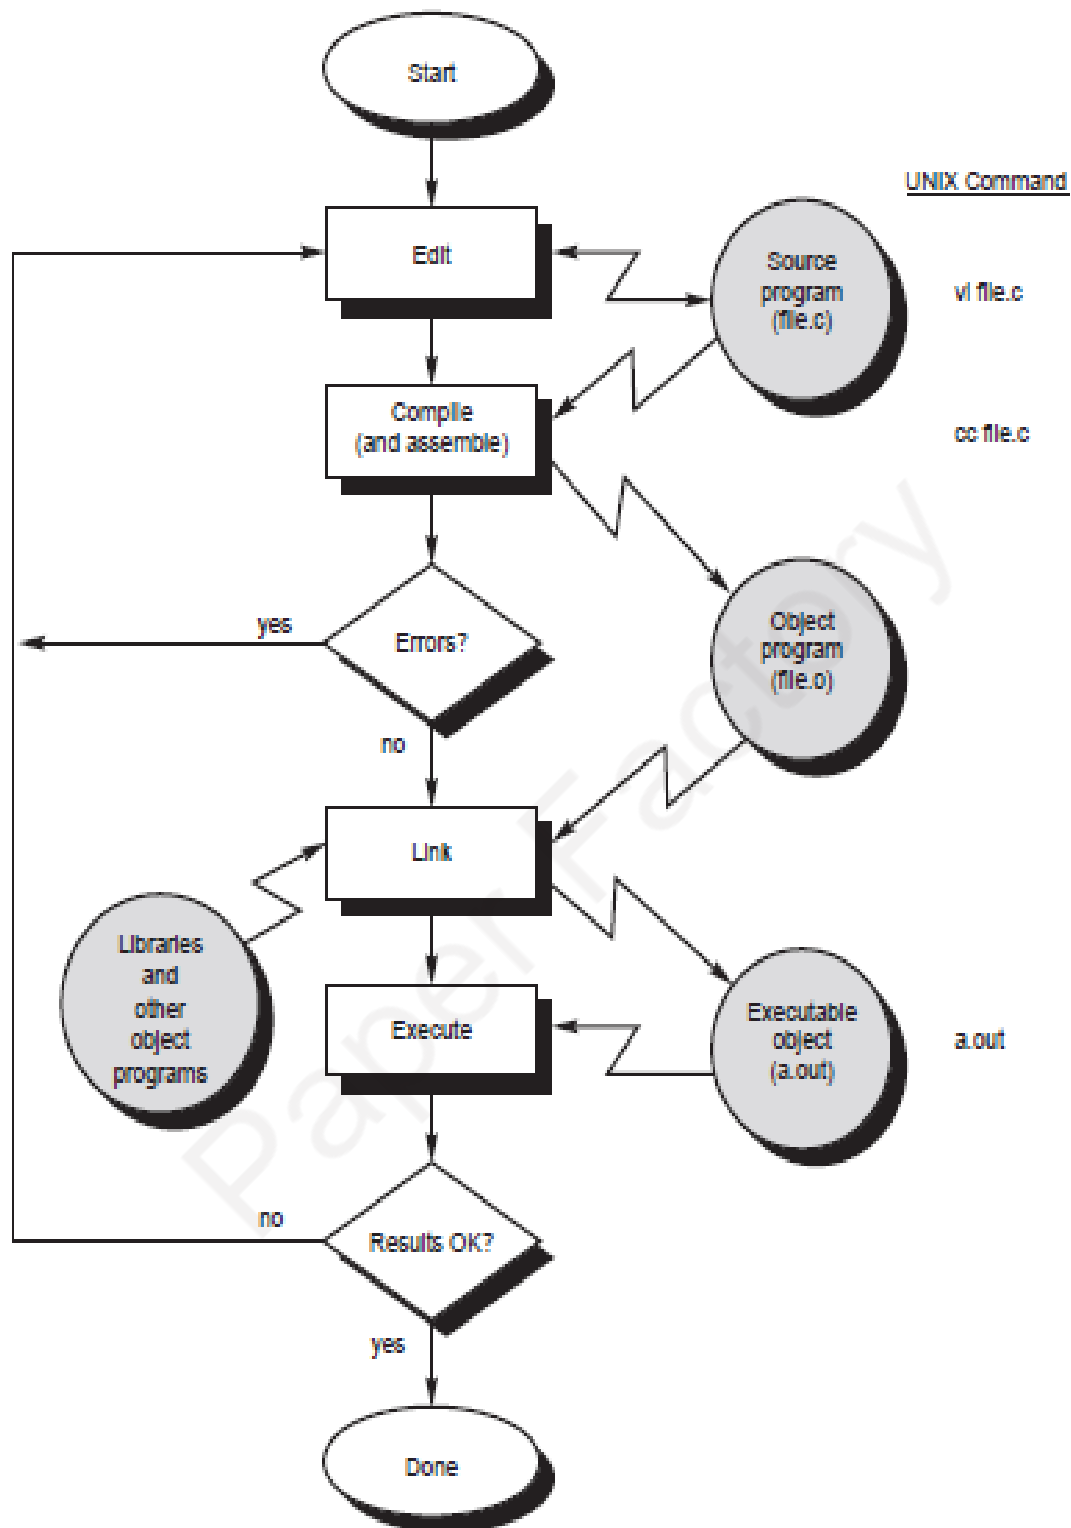 Start
UNIX Command
Edit
Source
program
(file.c)
vi file.c
Compile
(and assemble)
cc file.c
yes
Errors?
Object
program
(file.o)
no
Link
Libraries
and
other
object
programs
Execute
Executable
object
(a.out)
a.out
no
Results OK?
yes
Done
Paper Factory